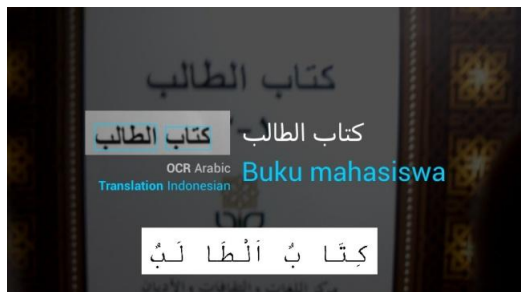 كتاب الطالب
كتاب الطالب
كتاب الطالب
OCR Arabic
Translation Indonesian
Buku mahasiswa
كِتَا بُ اَلْطَا لَبُ